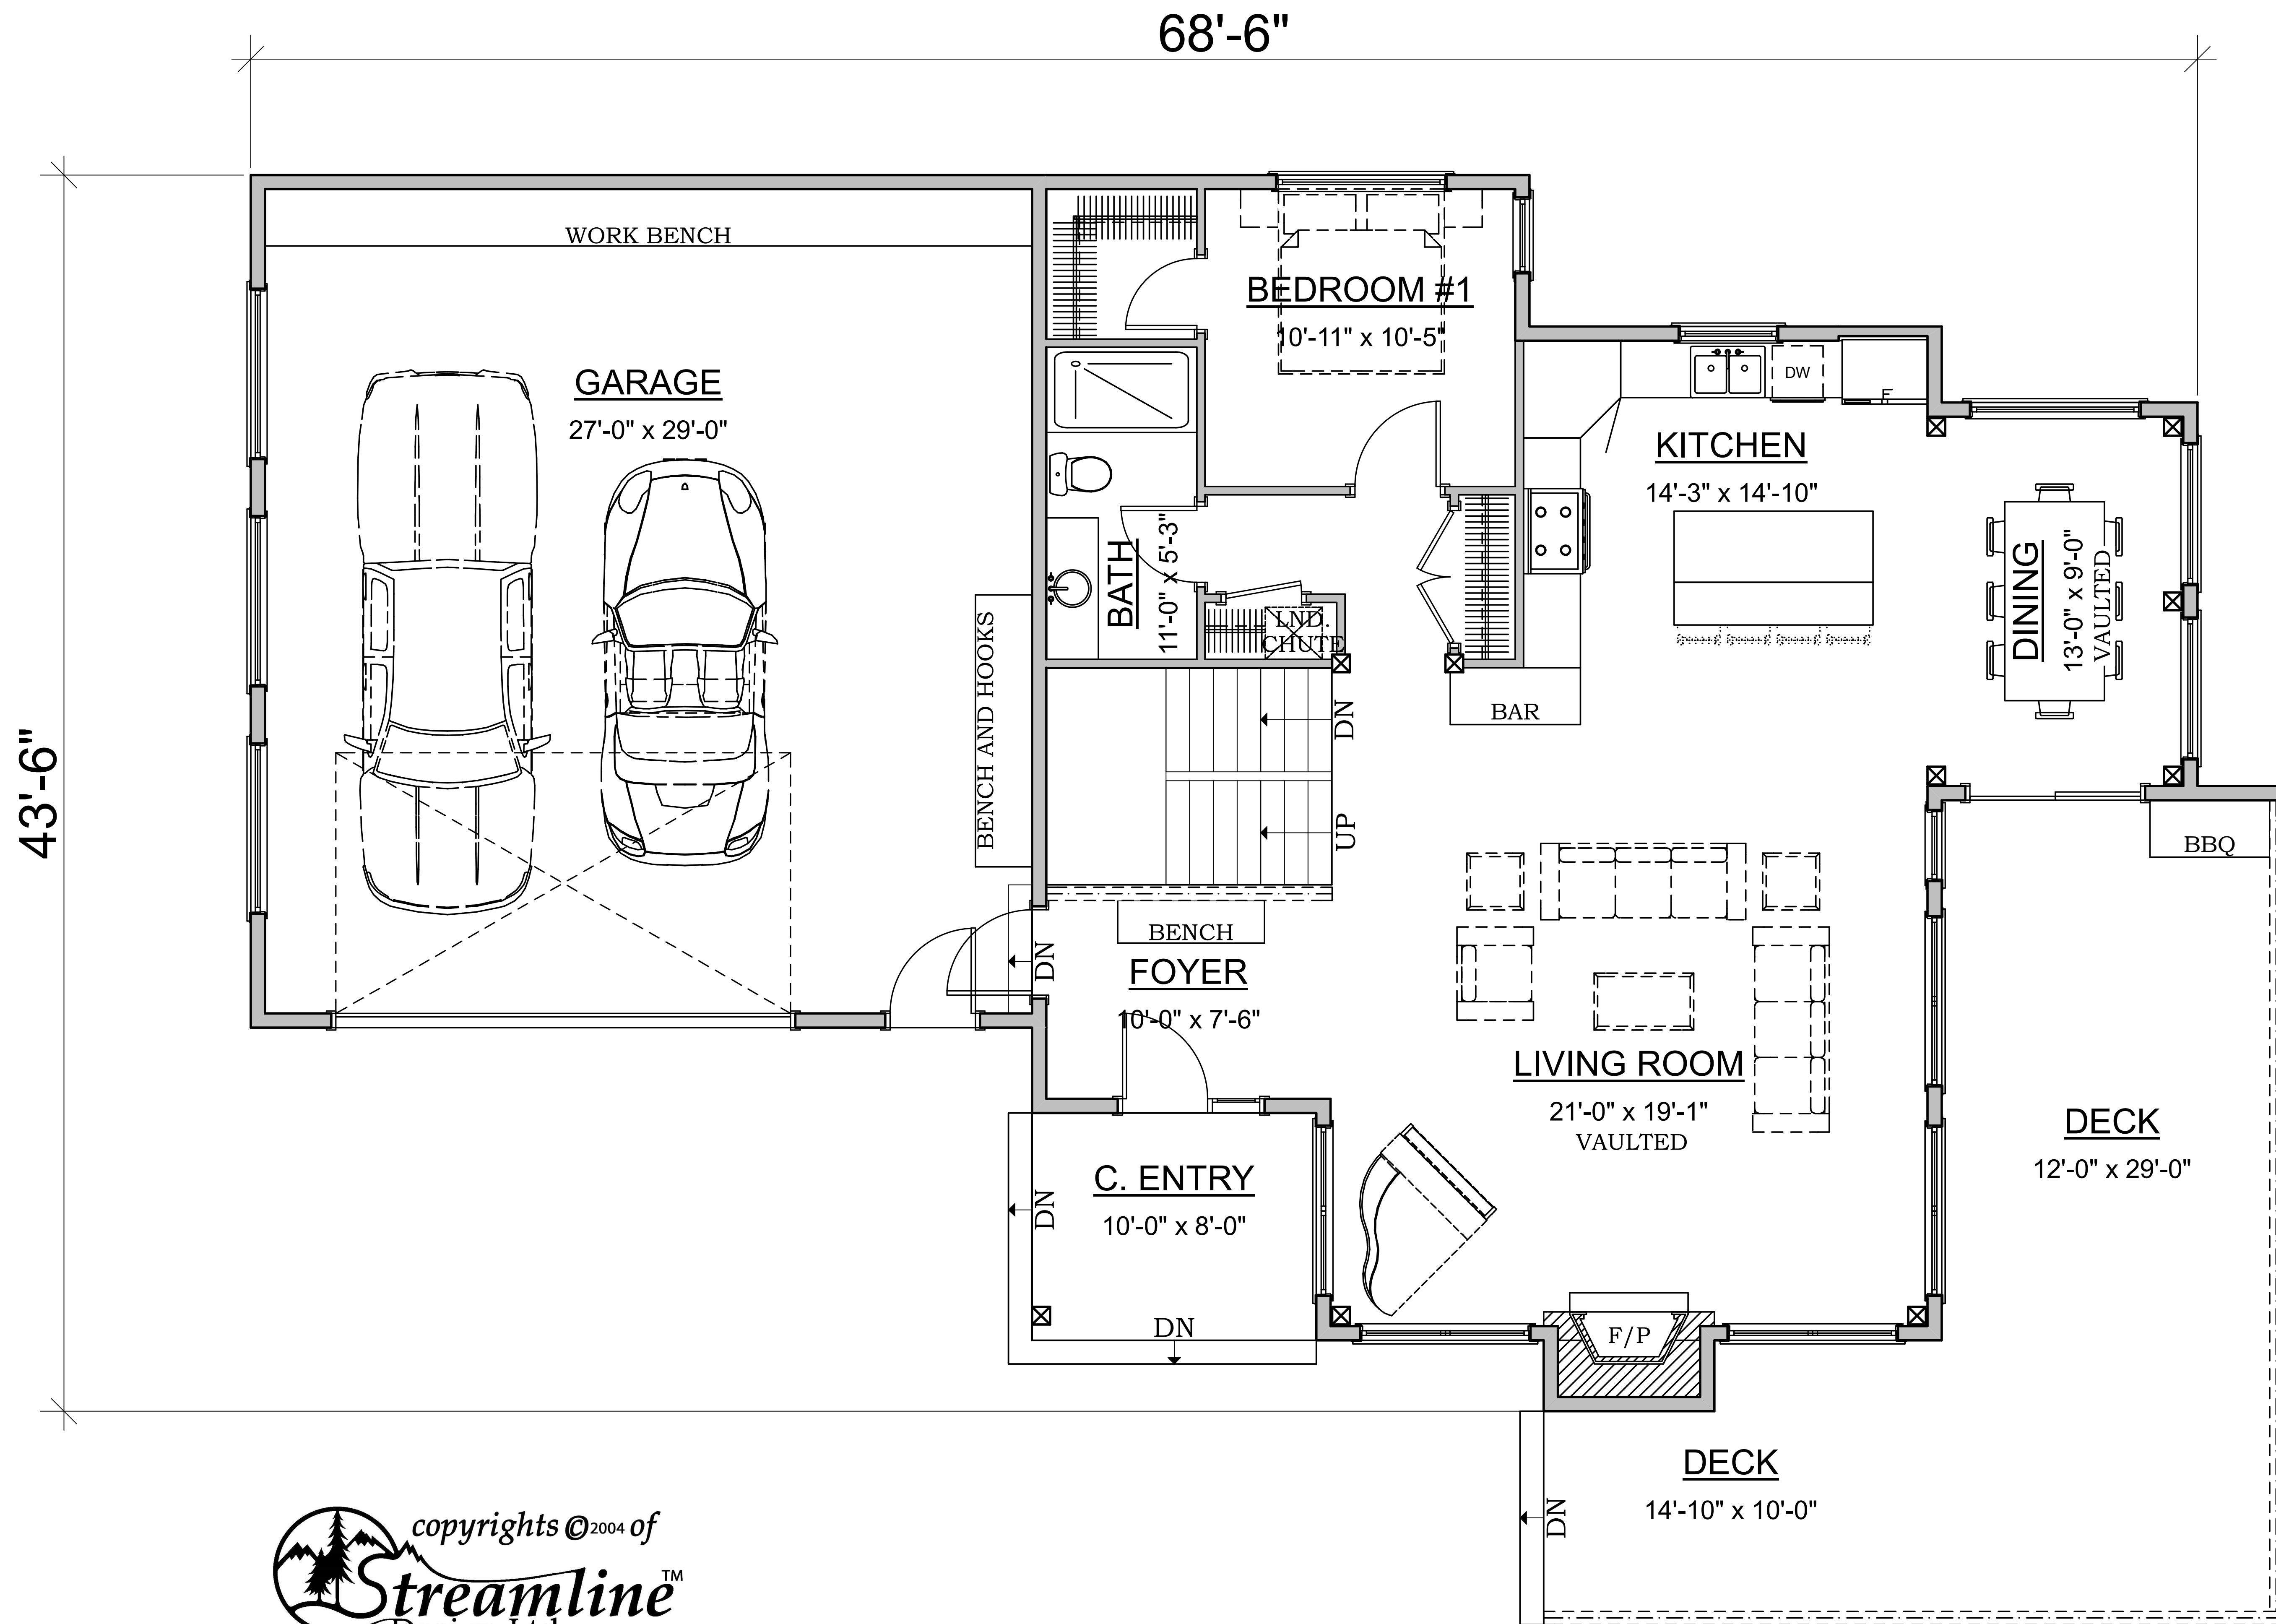 68'-6"
43'-6"
WORK BENCH
GARAGE
27'-0" x 29'-0"
BENCH AND HOOKS
BEDROOM #1
10'-11" x 10'-5"
BATH
11'-0" x 5'-3"
LND.
CHUTE
DW
F
KITCHEN
14'-3" x 14'-10"
BAR
DINING
13'-0" x 9'-0"
VAULTED
DN
UP
BBQ
BENCH
DN
FOYER
10'-0" x 7'-6"
LIVING ROOM
21'-0" x 19'-1"
VAULTED
DECK
12'-0" x 29'-0"
C. ENTRY
10'-0" x 8'-0"
DN
DN
F/P
DECK
14'-10" x 10'-0"
DN
copyrights © 2004 of
Streamline™